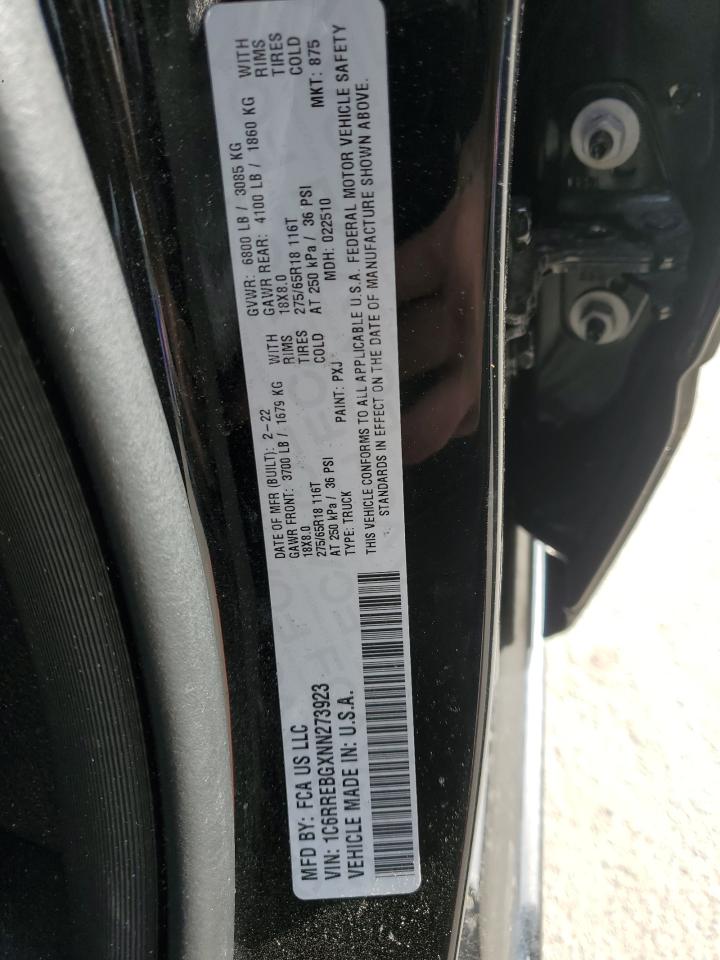 MFD BY: FCA US LLC
VIN: 1C6RREBGXNN273923
VEHICLE MADE IN: U.S.A.
DATE OF MFR (BUILT): 2-22
GVWR: 6800 LB / 3085 KG
GAWR FRONT: 3700 LB / 1679 KG WITH
GAWR REAR: 4100 LB / 1860 KG WITH
18X8.0 RIMS
18X8.0 RIMS
275/65R18 116T TIRES
275/65R18 116T TIRES
AT 250 kPa / 36 PSI COLD
AT 250 kPa / 36 PSI COLD
TYPE: TRUCK PAINT: PXJ MDH: 022510 MKT: 875
THIS VEHICLE CONFORMS TO ALL APPLICABLE U.S.A. FEDERAL MOTOR VEHICLE SAFETY
STANDARDS IN EFFECT ON THE DATE OF MANUFACTURE SHOWN ABOVE.